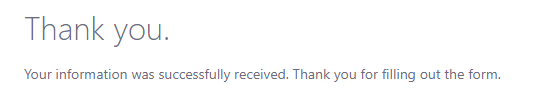 Thank you.
Your information was successfully received. Thank you for filling out the form.